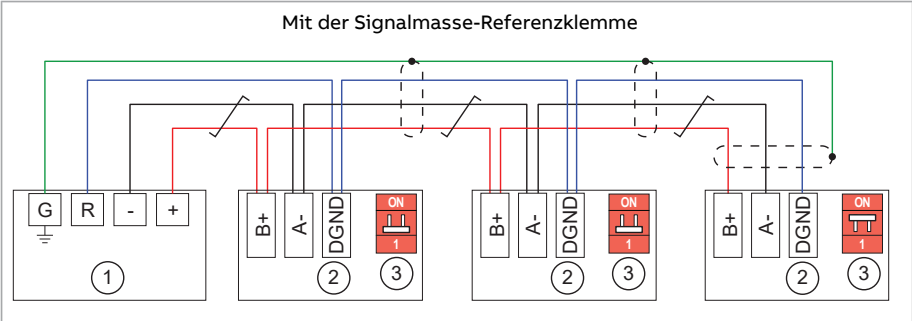 Mit der Signalmasse-Referenzklemme
G R - +
1
B+ A- DGND ON 1
2 3
B+ A- DGND ON 1
2 3
B+ A- DGND ON 1
2 3